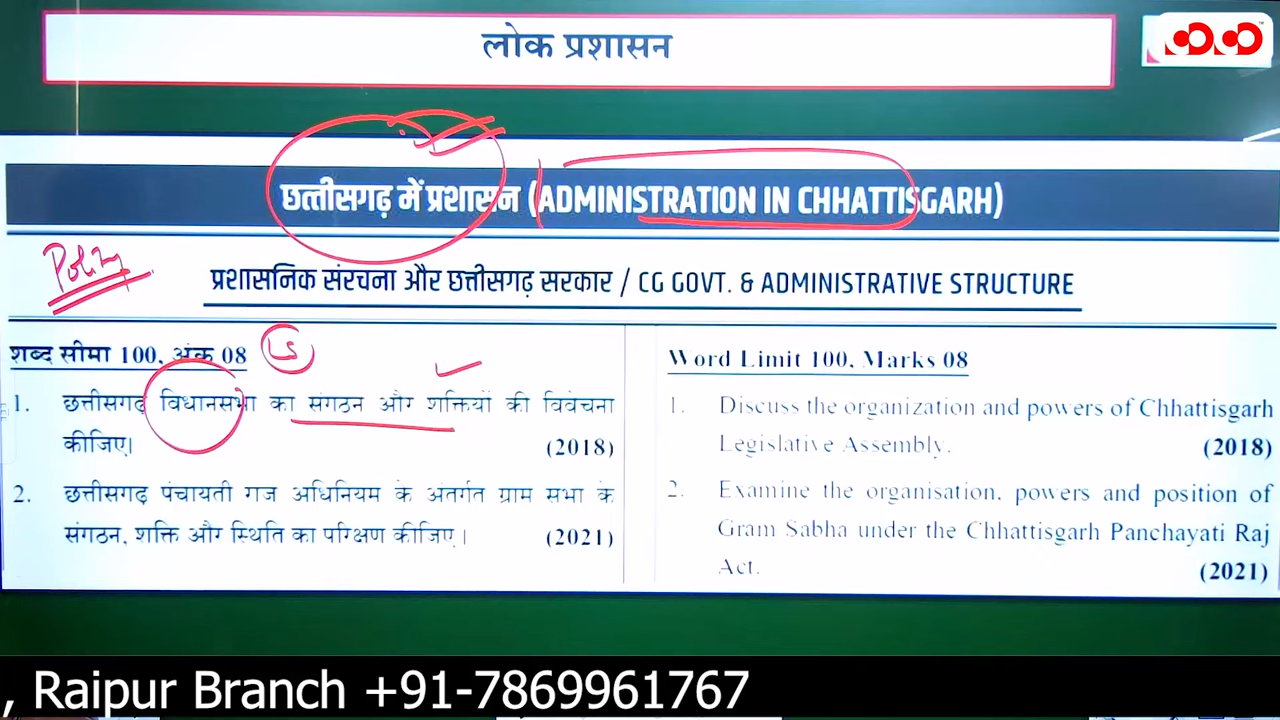 लोक प्रशासन
छत्तीसगढ़ में प्रशासन (ADMINISTRATION IN CHHATTISGARH)
Polity
प्रशासनिक संरचना और छत्तीसगढ़ सरकार / CG GOVT. & ADMINISTRATIVE STRUCTURE
शब्द सीमा 100, अंक 08
LS
1. छत्तीसगढ़ विधानसभा का संगठन और शक्तियों की विवेचना
कीजिए। (2018)
2. छत्तीसगढ़ पंचायती राज अधिनियम के अंतर्गत ग्राम सभा के
संगठन, शक्ति और स्थिति का परिक्षण कीजिए। (2021)
Word Limit 100, Marks 08
1. Discuss the organization and powers of Chhattisgarh
Legislative Assembly. (2018)
2. Examine the organisation, powers and position of
Gram Sabha under the Chhattisgarh Panchayati Raj
Act. (2021)
, Raipur Branch +91-7869961767